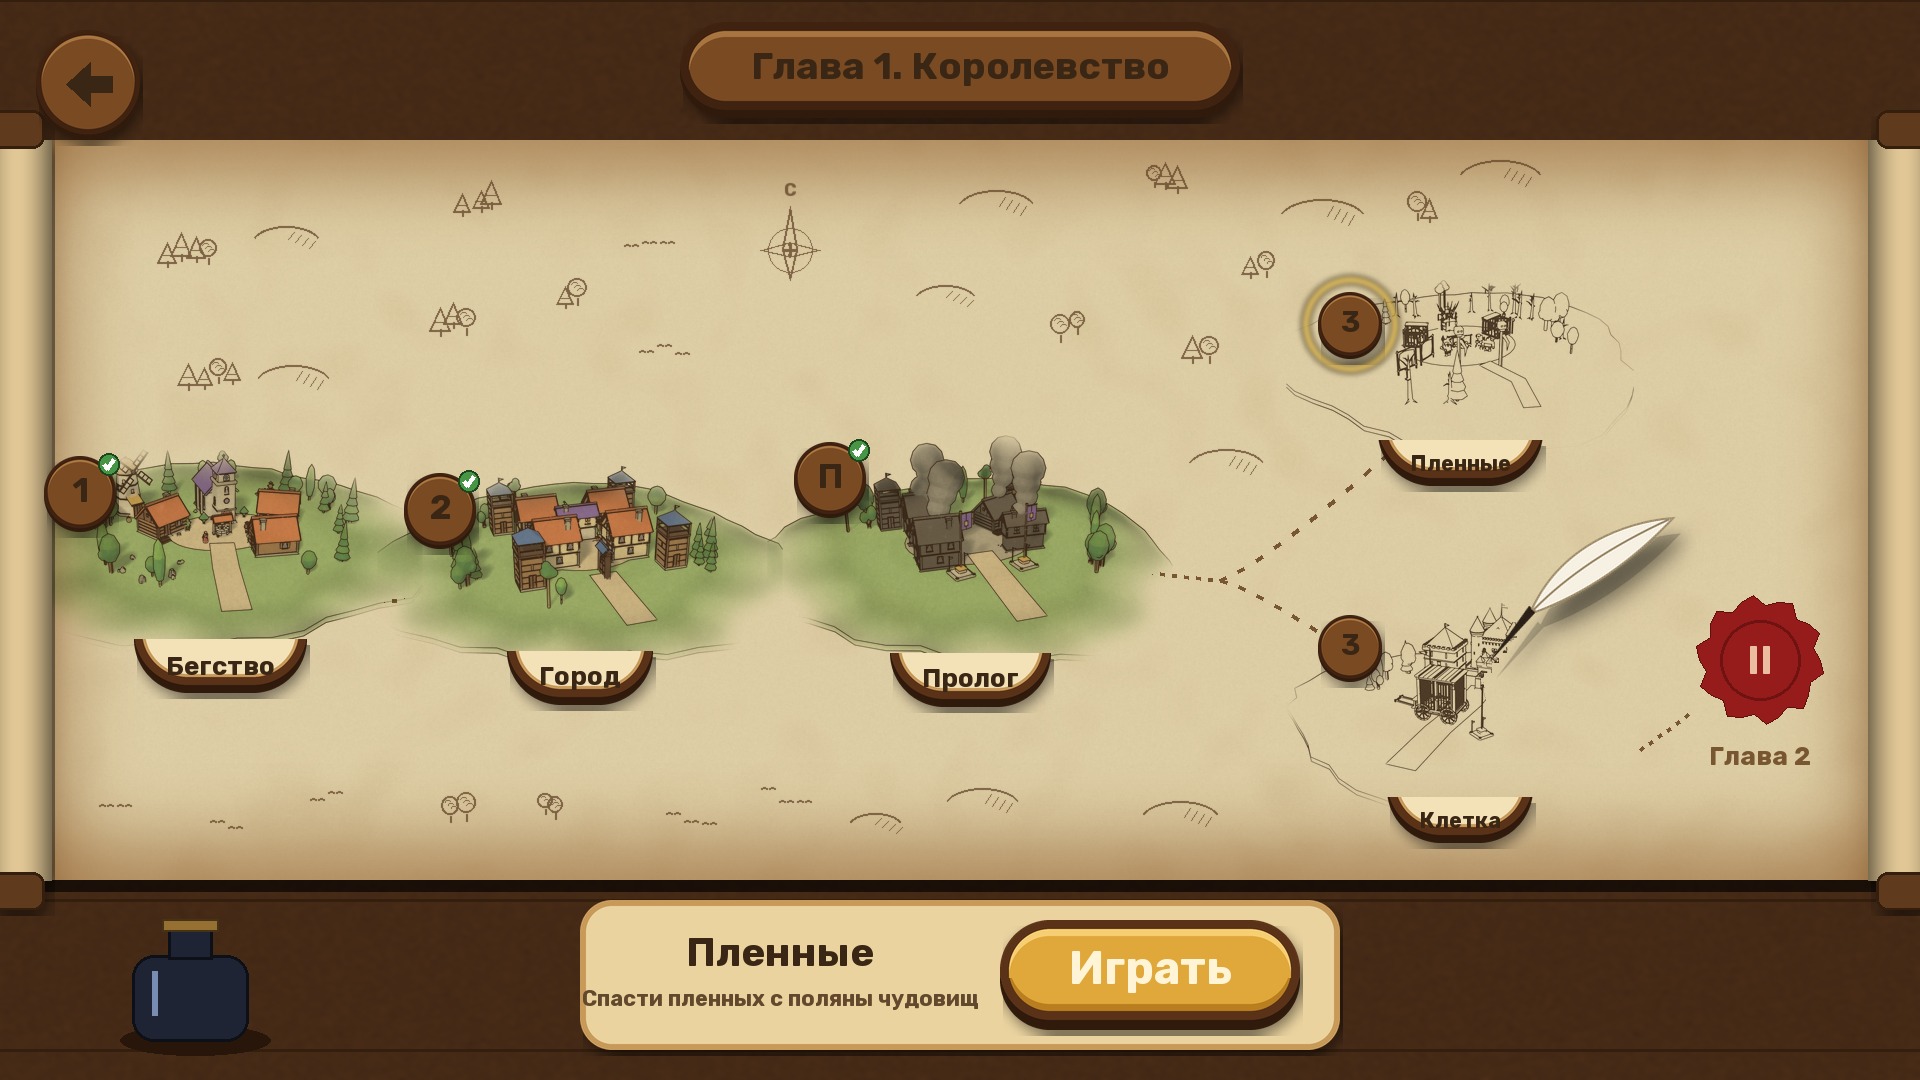 Глава 1. Королевство
С
3
Пленные
1
Бегство
2
Город
П
Пролог
3
Клетка
II
Глава 2
Пленные
Спасти пленных с поляны чудовищ
Играть